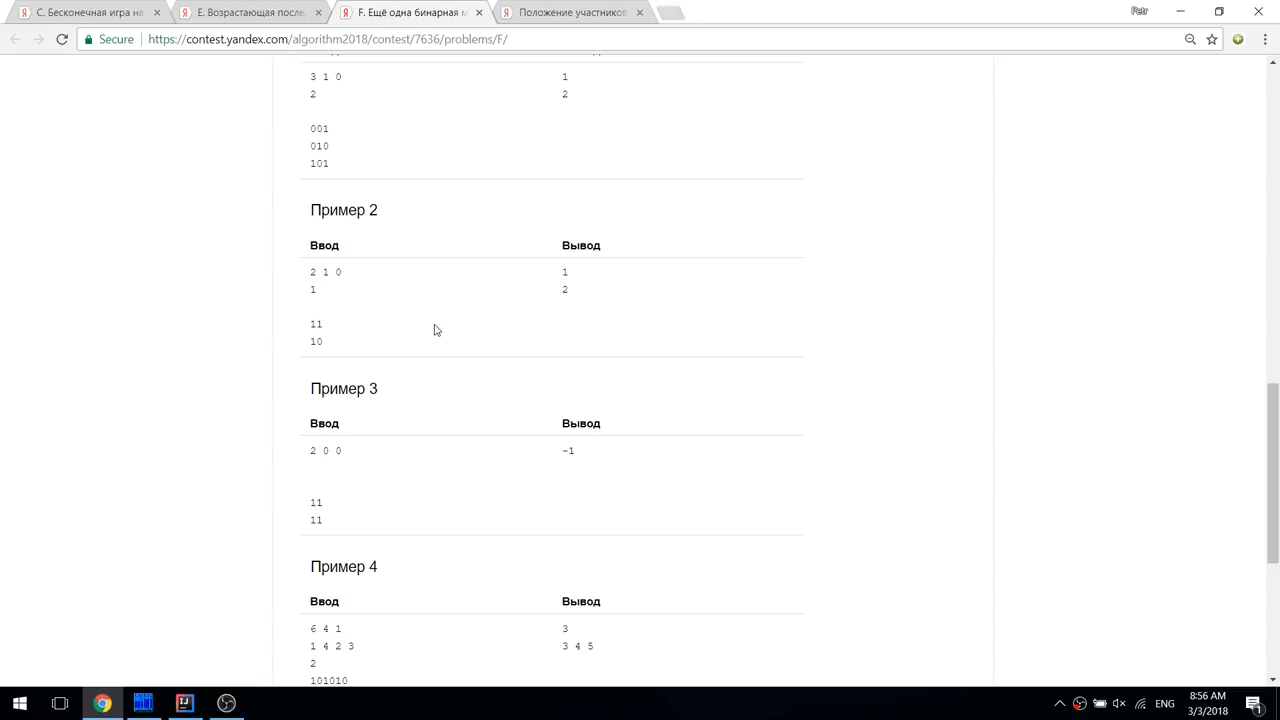 С. Бесконечная игра на
Е. Возрастающая после
F. Ещё одна бинарная м
Положение участников
Petr
Secure
https://contest.yandex.com/algorithm2018/contest/7636/problems/F/
3 1 0 1
2 2
001
010
101
Пример 2
Ввод Вывод
2 1 0 1
1 2
11
10
Пример 3
Ввод Вывод
2 0 0 -1
11
11
Пример 4
Ввод Вывод
6 4 1 3
1 4 2 3 3 4 5
2
101010
ENG
8:56 AM
3/3/2018
1